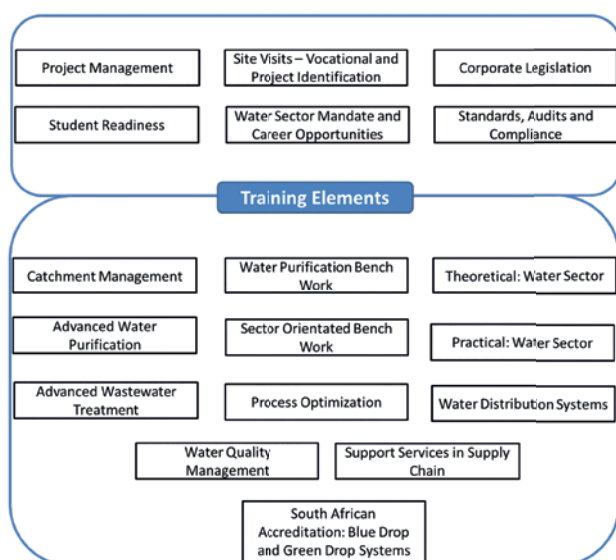 Project Management
Site Visits – Vocational and
Project Identification
Corporate Legislation
Student Readiness
Water Sector Mandate and
Career Opportunities
Standards, Audits and
Compliance
Training Elements
Catchment Management
Water Purification Bench
Work
Theoretical: Water Sector
Advanced Water
Purification
Sector Orientated Bench
Work
Practical: Water Sector
Advanced Wastewater
Treatment
Process Optimization
Water Distribution Systems
Water Quality
Management
Support Services in Supply
Chain
South African
Accreditation: Blue Drop
and Green Drop Systems